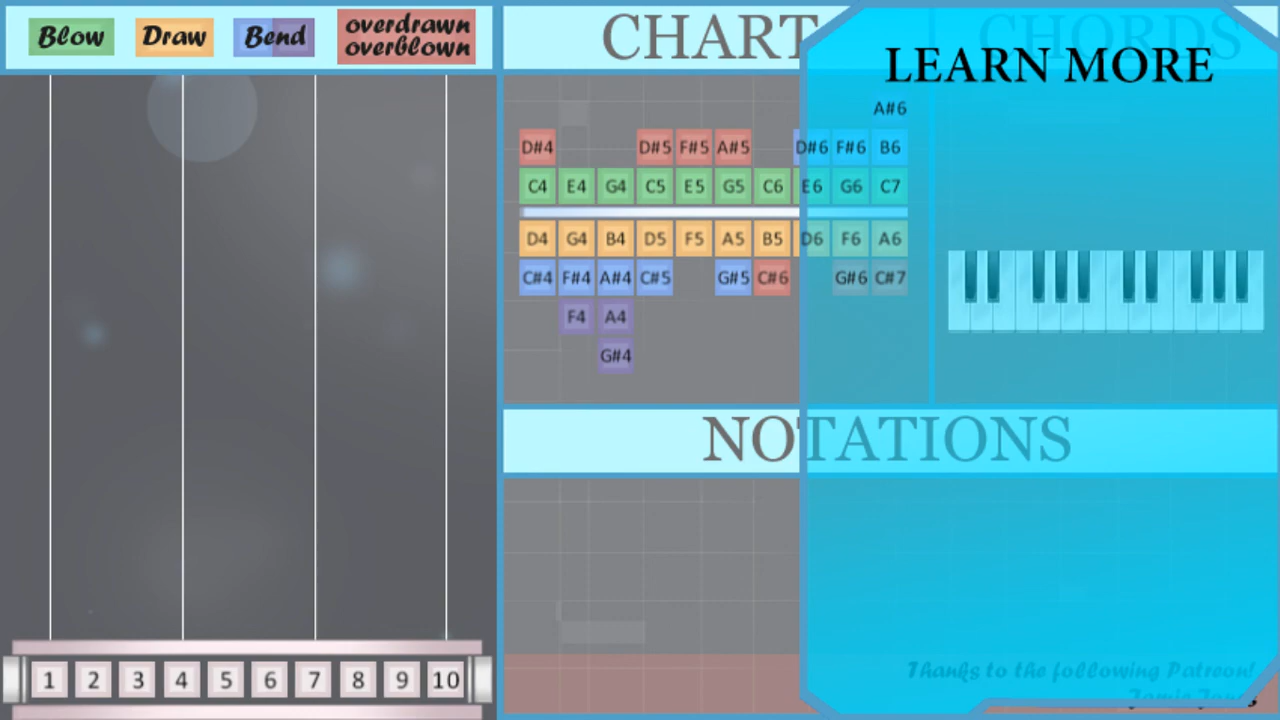 Blow Draw Bend overdrawn
overblown
CHART CHORDS
LEARN MORE
A#6
D#4 D#5 F#5 A#5 D#6 F#6 B6
C4 E4 G4 C5 E5 G5 C6 E6 G6 C7
D4 G4 B4 D5 F5 A5 B5 D6 F6 A6
C#4 F#4 A#4 C#5 G#5 C#6 G#6 C#7
F4 A4
G#4
NOTATIONS
Thanks to the following Patreon!
Jamie Jones
1 2 3 4 5 6 7 8 9 10